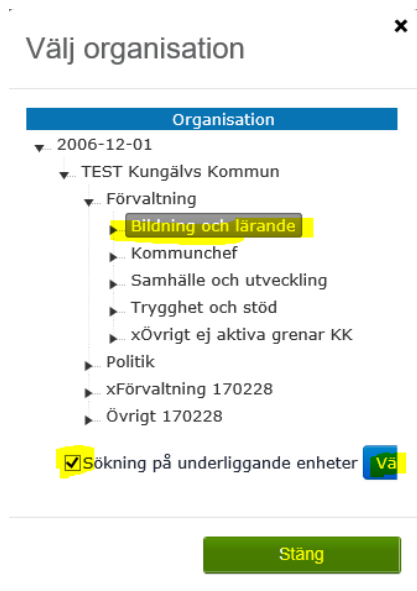 Välj organisation
Organisation
2006-12-01
TEST Kungälvs Kommun
Förvaltning
Bildning och lärande
Kommunchef
Samhälle och utveckling
Trygghet och stöd
xÖvrigt ej aktiva grenar KK
Politik
xFörvaltning 170228
Övrigt 170228
Sökning på underliggande enheter Vä
Stäng